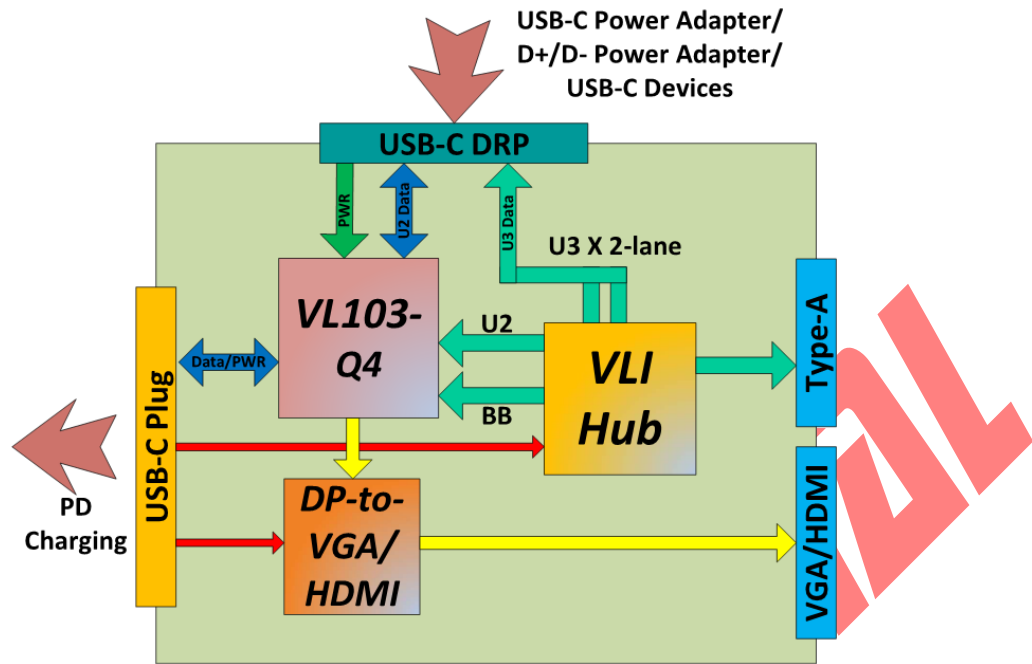 USB-C Power Adapter/
D+/D- Power Adapter/
USB-C Devices
USB-C DRP
PWR
U2 Data
U3 Data
U3 X 2-lane
VL103-
Q4
U2
BB
VLI
Hub
Type-A
Data/PWR
USB-C Plug
PD
Charging
DP-to-
VGA/
HDMI
VGA/HDMI